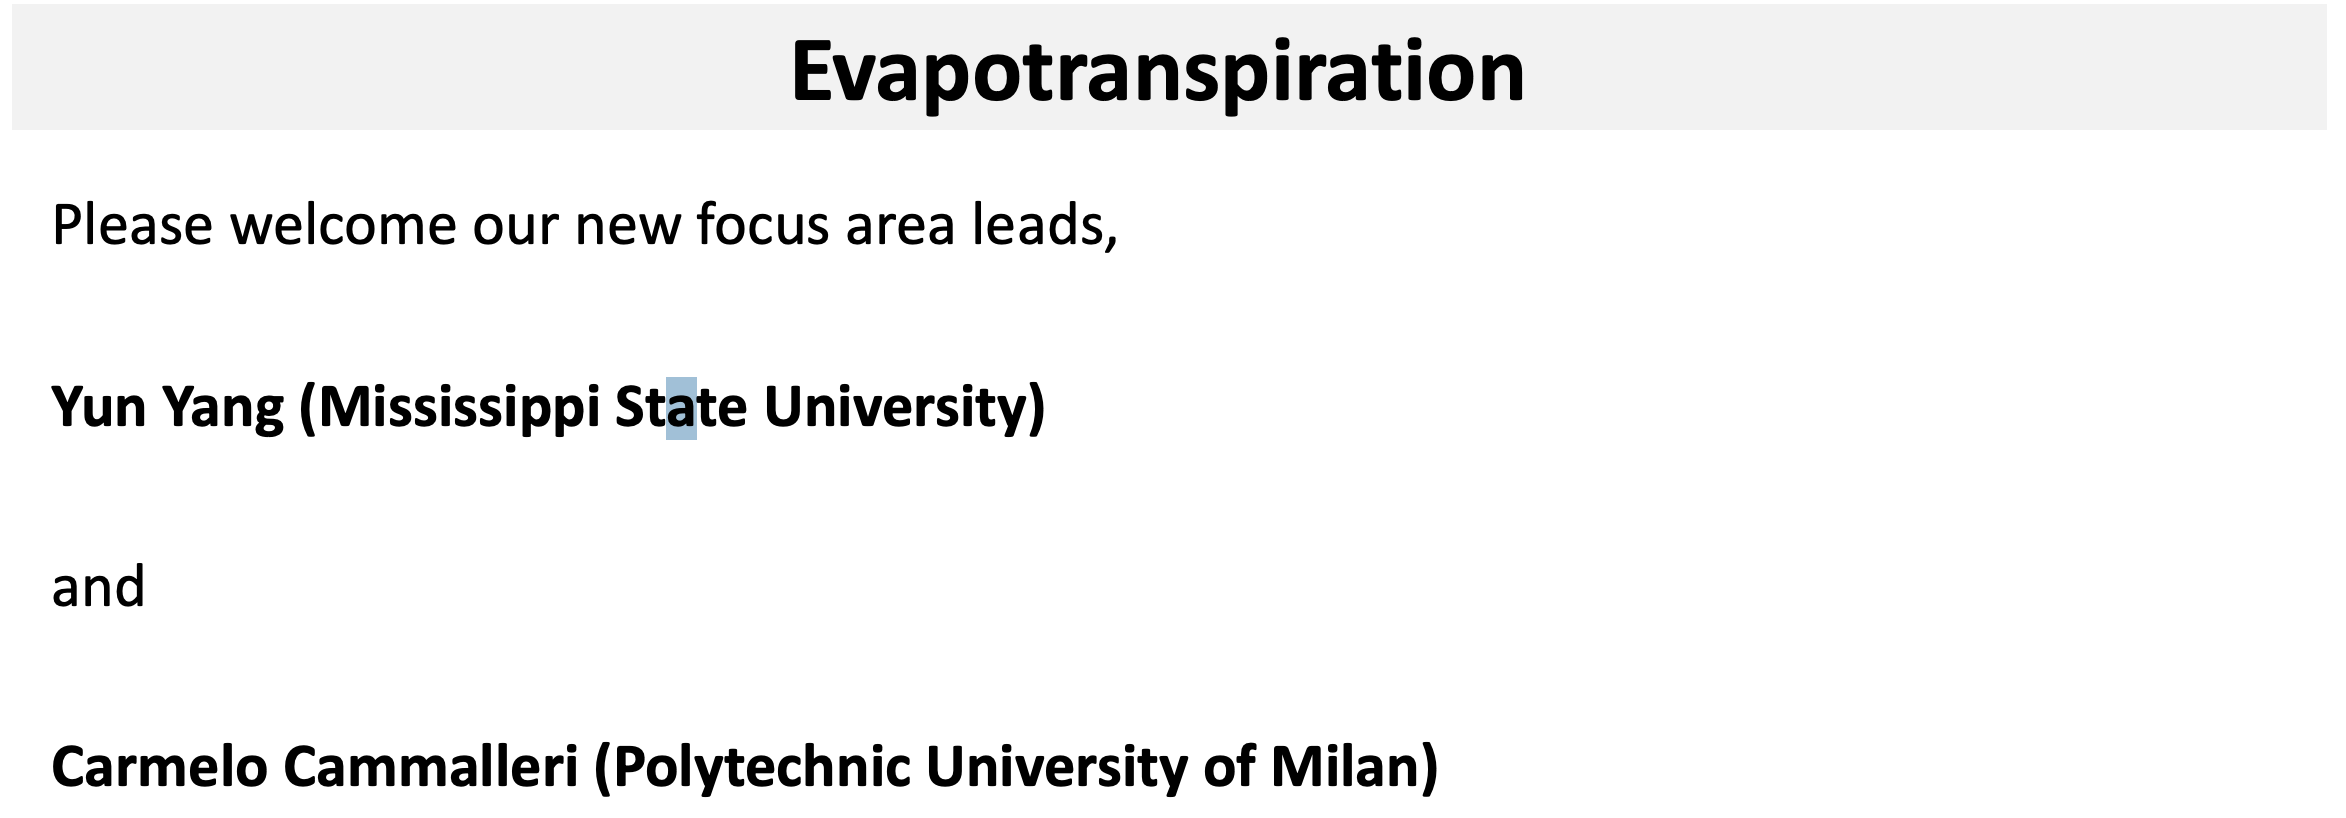 Evapotranspiration
Please welcome our new focus area leads,
Yun Yang (Mississippi State University)
and
Carmelo Cammalleri (Polytechnic University of Milan)